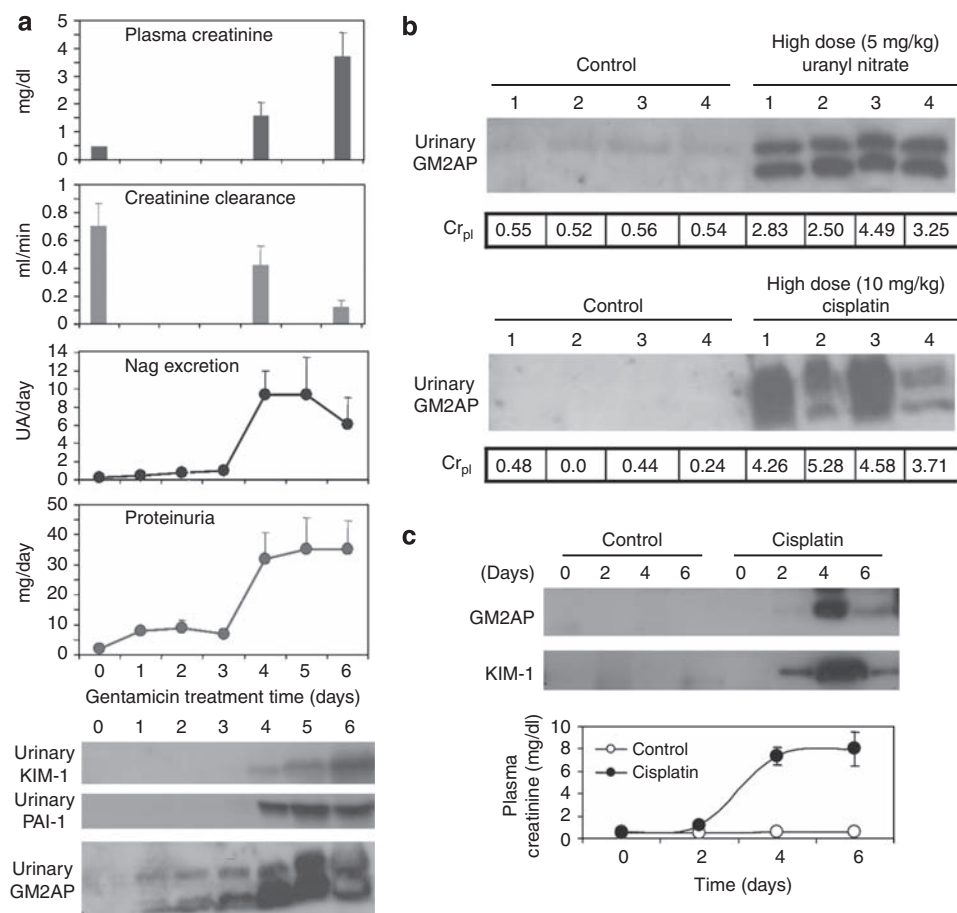 a
Plasma creatinine
mg/dl
5
4
3
2
1
0
Creatinine clearance
ml/min
1
0.8
0.6
0.4
0.2
0
Nag excretion
UA/day
14
12
10
8
6
4
2
0
Proteinuria
mg/day
50
40
30
20
10
0
0 1 2 3 4 5 6
Gentamicin treatment time (days)
0 1 2 3 4 5 6
Urinary
KIM-1
Urinary
PAI-1
Urinary
GM2AP
b
High dose (5 mg/kg)
Control uranyl nitrate
1 2 3 4 1 2 3 4
Urinary
GM2AP
Crpl 0.55 0.52 0.56 0.54 2.83 2.50 4.49 3.25
High dose (10 mg/kg)
Control cisplatin
1 2 3 4 1 2 3 4
Urinary
GM2AP
Crpl 0.48 0.0 0.44 0.24 4.26 5.28 4.58 3.71
c
Control Cisplatin
(Days) 0 2 4 6 0 2 4 6
GM2AP
KIM-1
Plasma
creatinine (mg/dl)
10
8
6
4
2
0
Control
Cisplatin
0 2 4 6
Time (days)